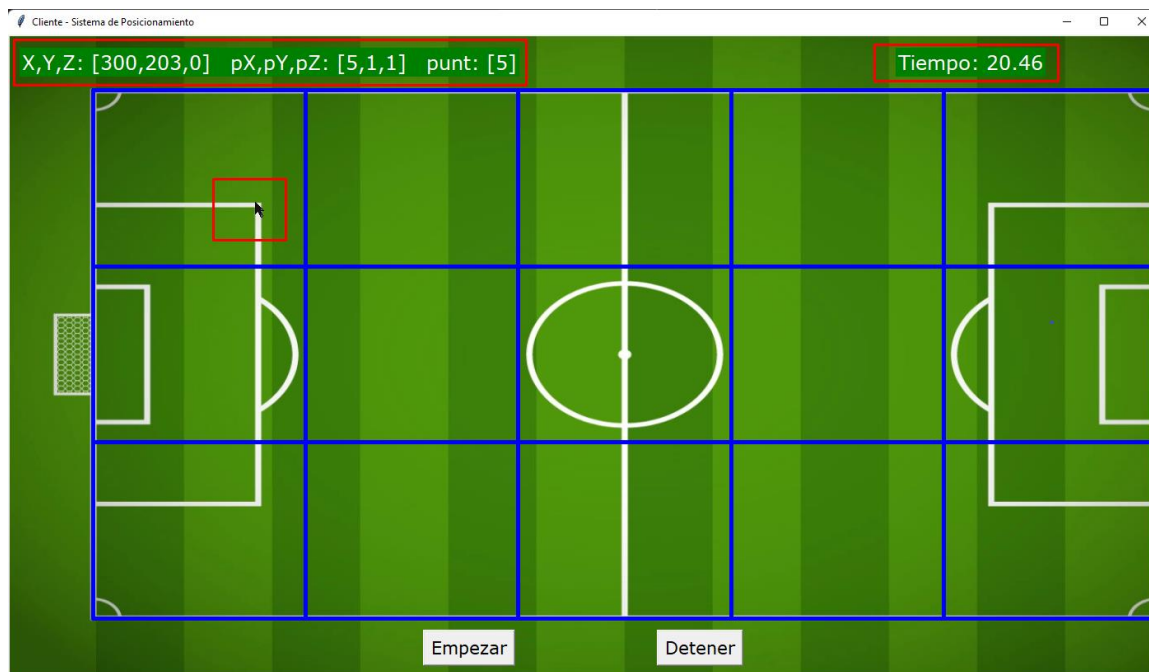 Cliente - Sistema de Posicionamiento
X,Y,Z: [300,203,0] pX,pY,pZ: [5,1,1] punt: [5]
Tiempo: 20.46
Empezar
Detener